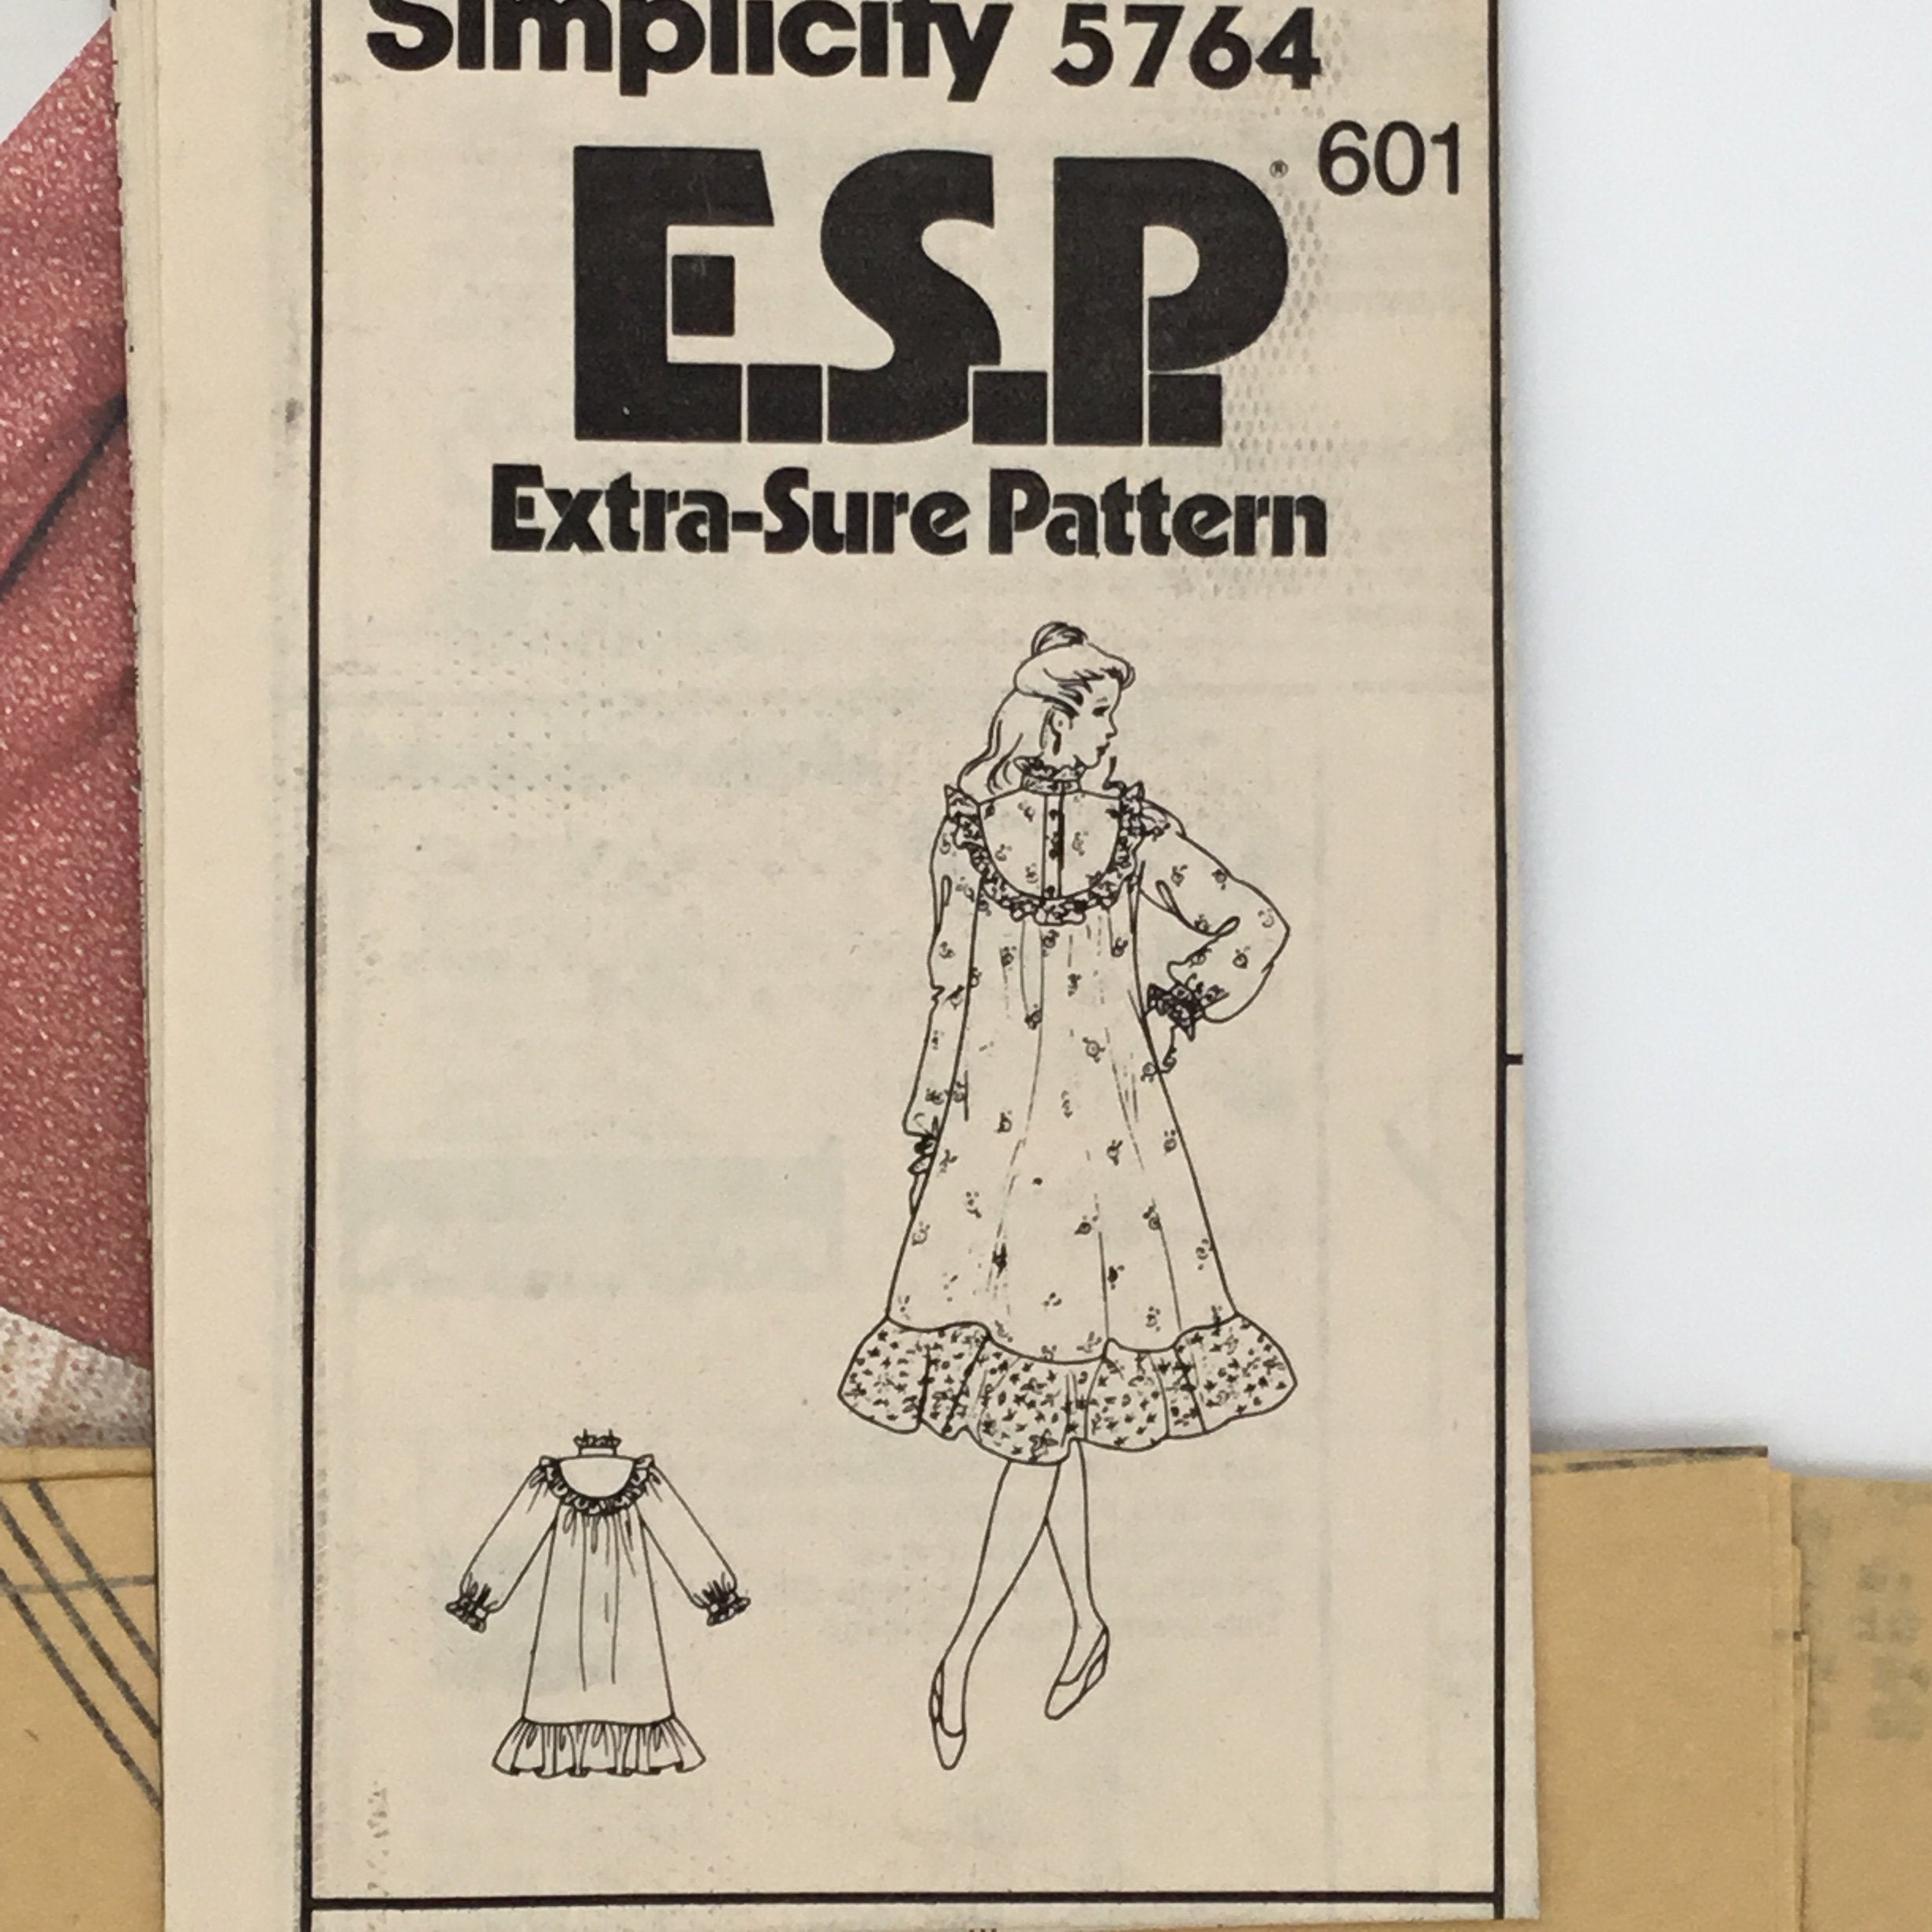 Simplicity 5764
601
E.S.P.®
Extra-Sure Pattern